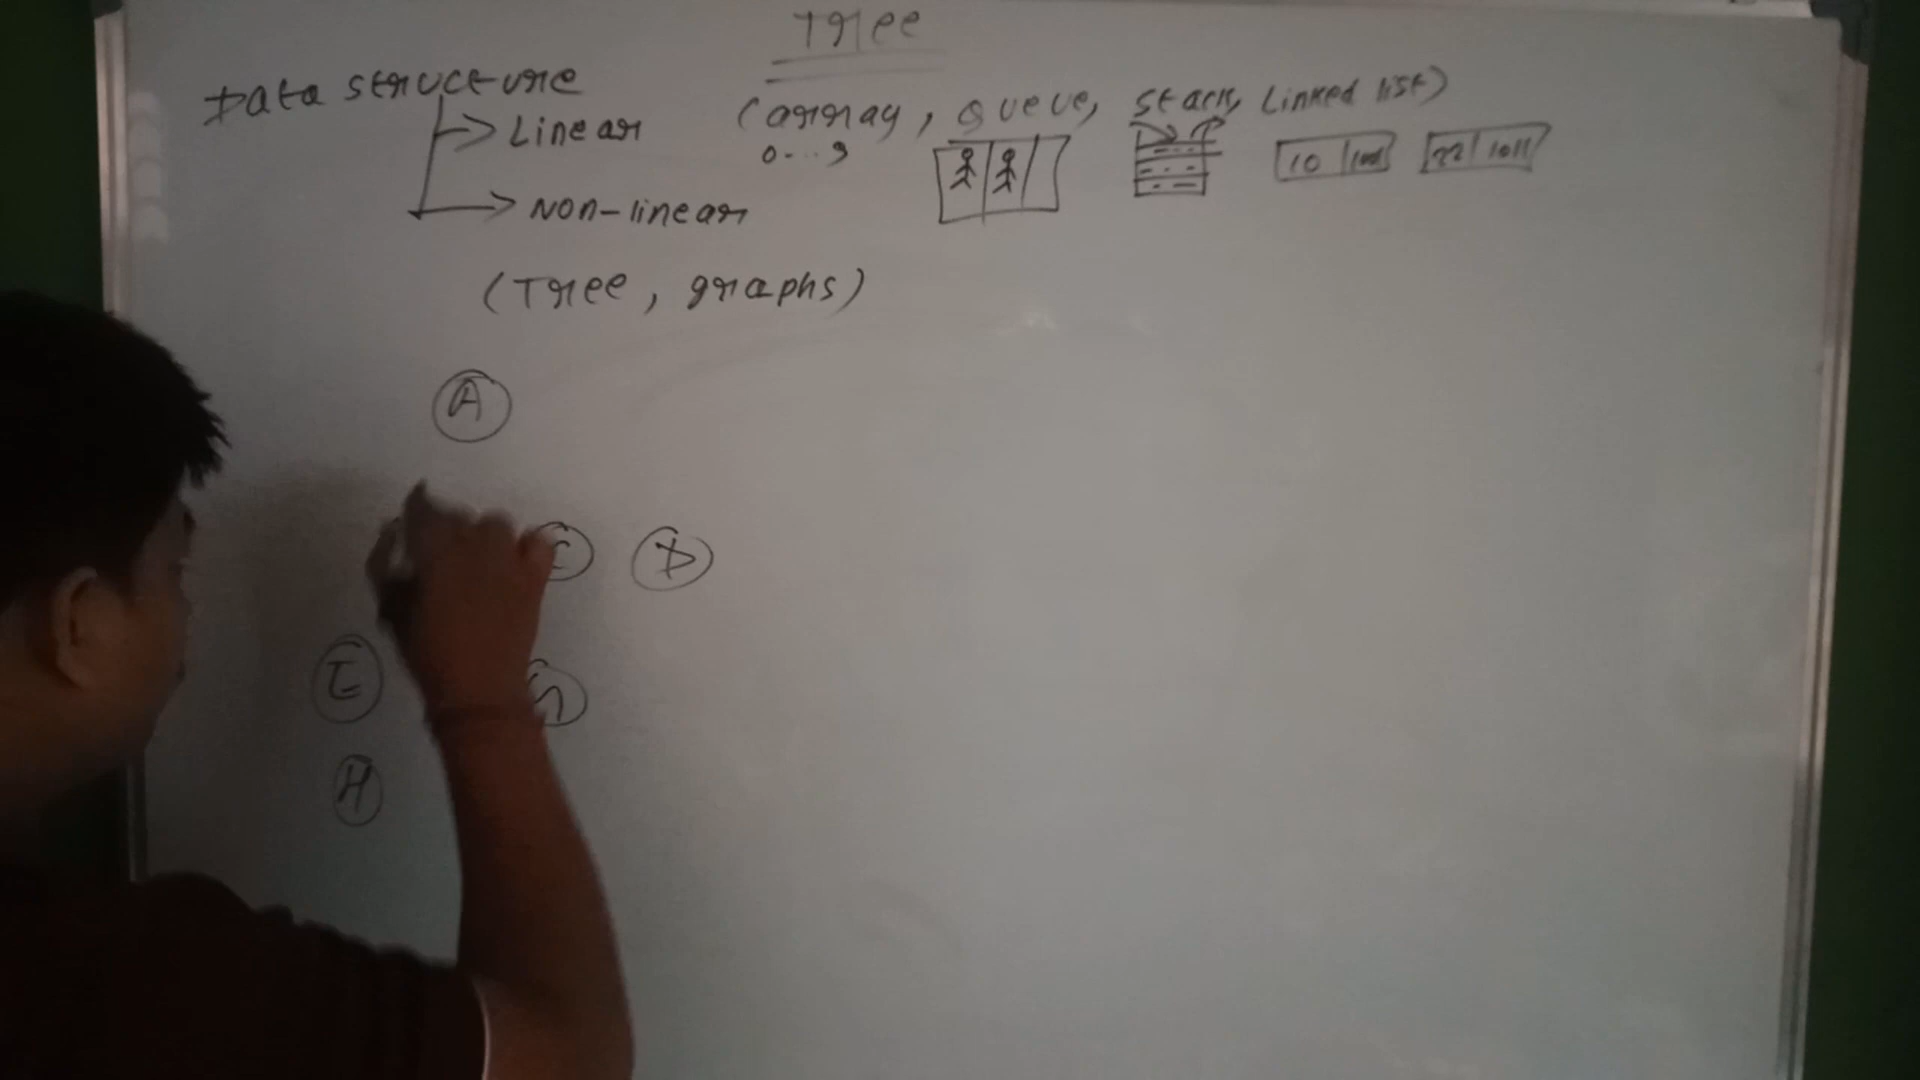 Tree
Data structure
(array, Queue, stack, Linked list)
Linear
0...9
10
Non-linear
(Tree, graphs)
A
C D
E G
H